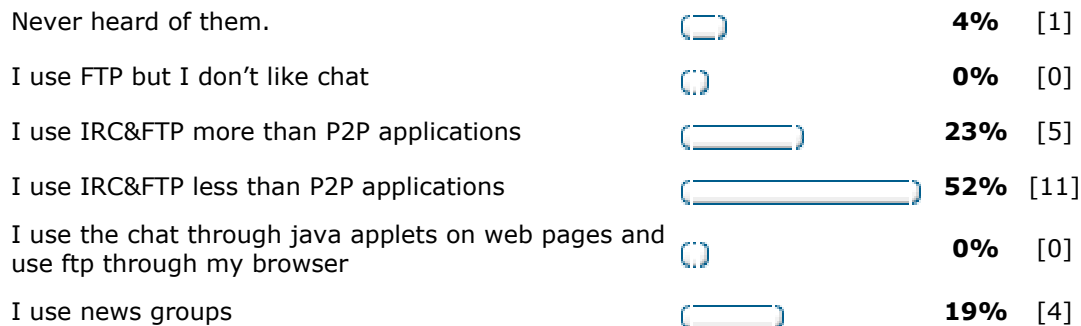 Never heard of them. 4% [1]
I use FTP but I don’t like chat 0% [0]
I use IRC&FTP more than P2P applications 23% [5]
I use IRC&FTP less than P2P applications 52% [11]
I use the chat through java applets on web pages and
use ftp through my browser 0% [0]
I use news groups 19% [4]